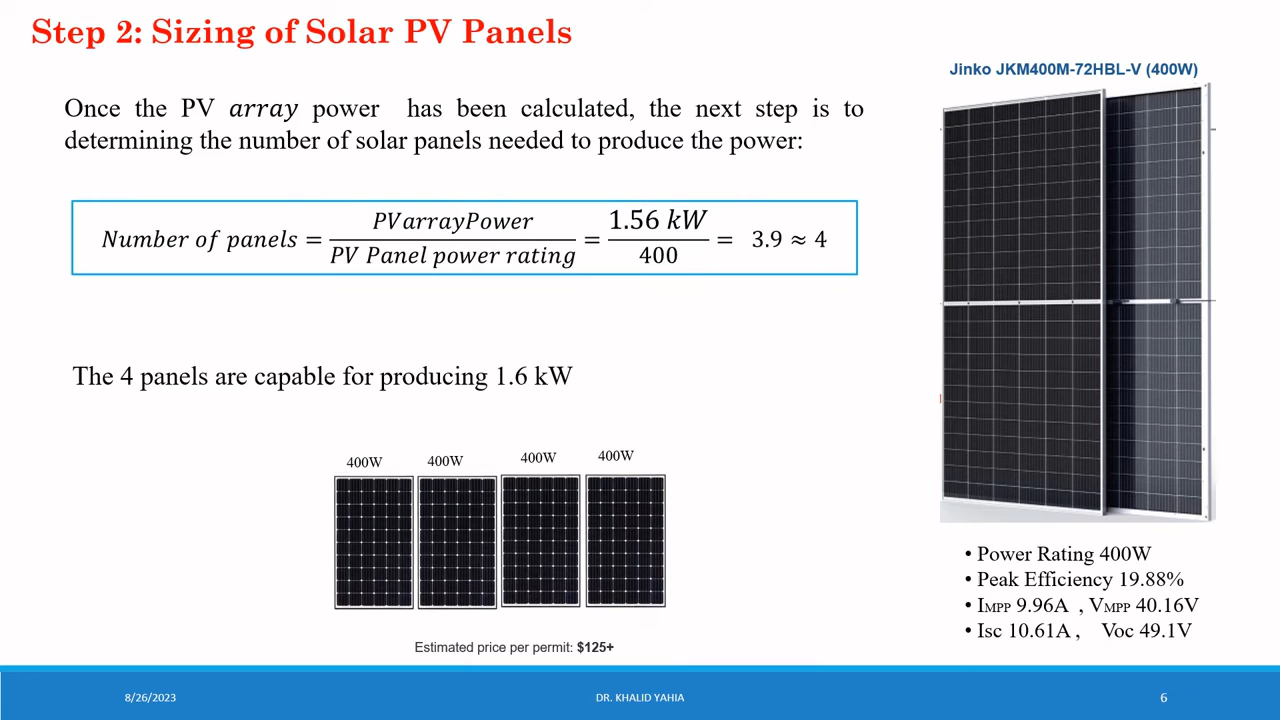 Step 2: Sizing of Solar PV Panels
Jinko JKM400M-72HBL-V (400W)
Once the PV array power has been calculated, the next step is to
determining the number of solar panels needed to produce the power:
Number of panels = PVarrayPower / PV Panel power rating = 1.56 kW / 400 = 3.9 ≈ 4
The 4 panels are capable for producing 1.6 kW
400W 400W 400W 400W
• Power Rating 400W
• Peak Efficiency 19.88%
• IMPP 9.96A , VMPP 40.16V
• Isc 10.61A , Voc 49.1V
Estimated price per permit: $125+
8/26/2023 DR. KHALID YAHIA 6